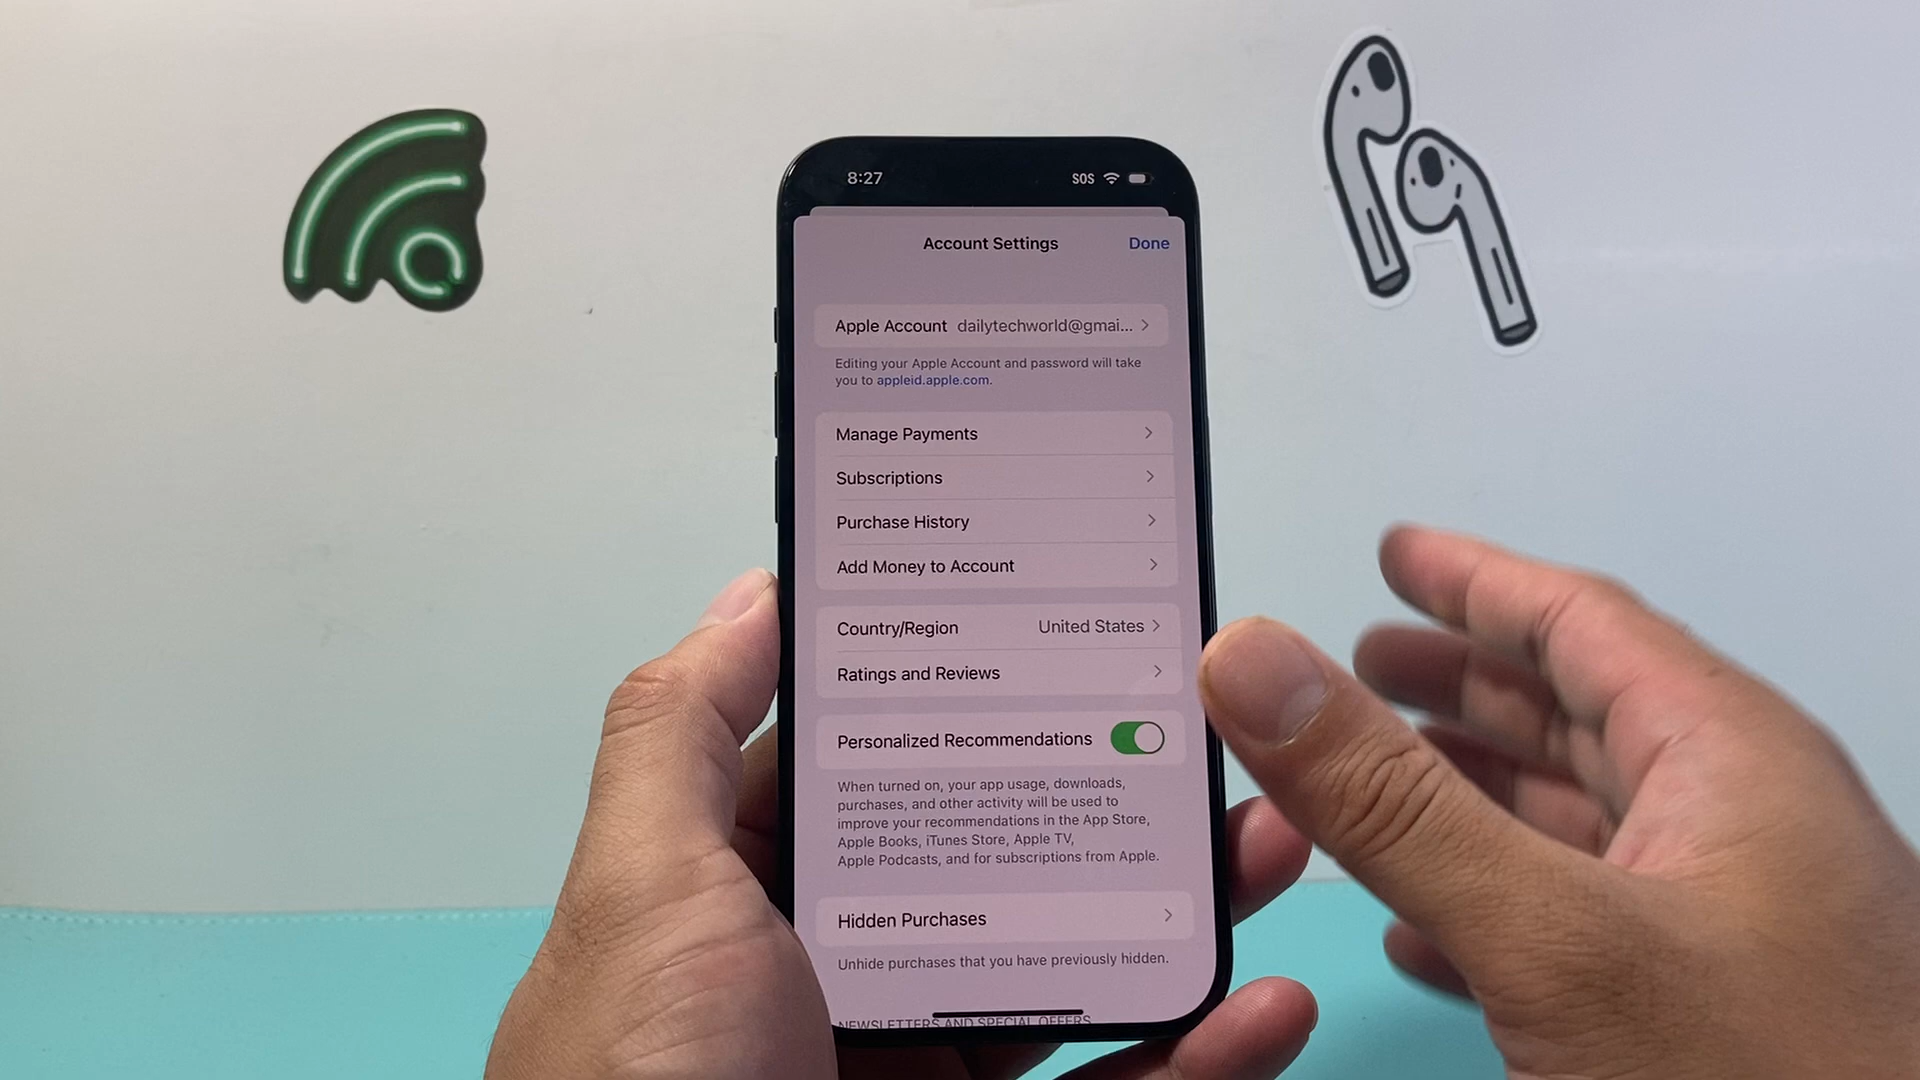 8:27
SOS
Account Settings
Done
Apple Account dailytechworld@gmai...
Editing your Apple Account and password will take
you to appleid.apple.com.
Manage Payments
Subscriptions
Purchase History
Add Money to Account
Country/Region United States
Ratings and Reviews
Personalized Recommendations
When turned on, your app usage, downloads,
purchases, and other activity will be used to
improve your recommendations in the App Store,
Apple Books, iTunes Store, Apple TV,
Apple Podcasts, and for subscriptions from Apple.
Hidden Purchases
Unhide purchases that you have previously hidden.
NEWSLETTERS AND SPECIAL OFFERS